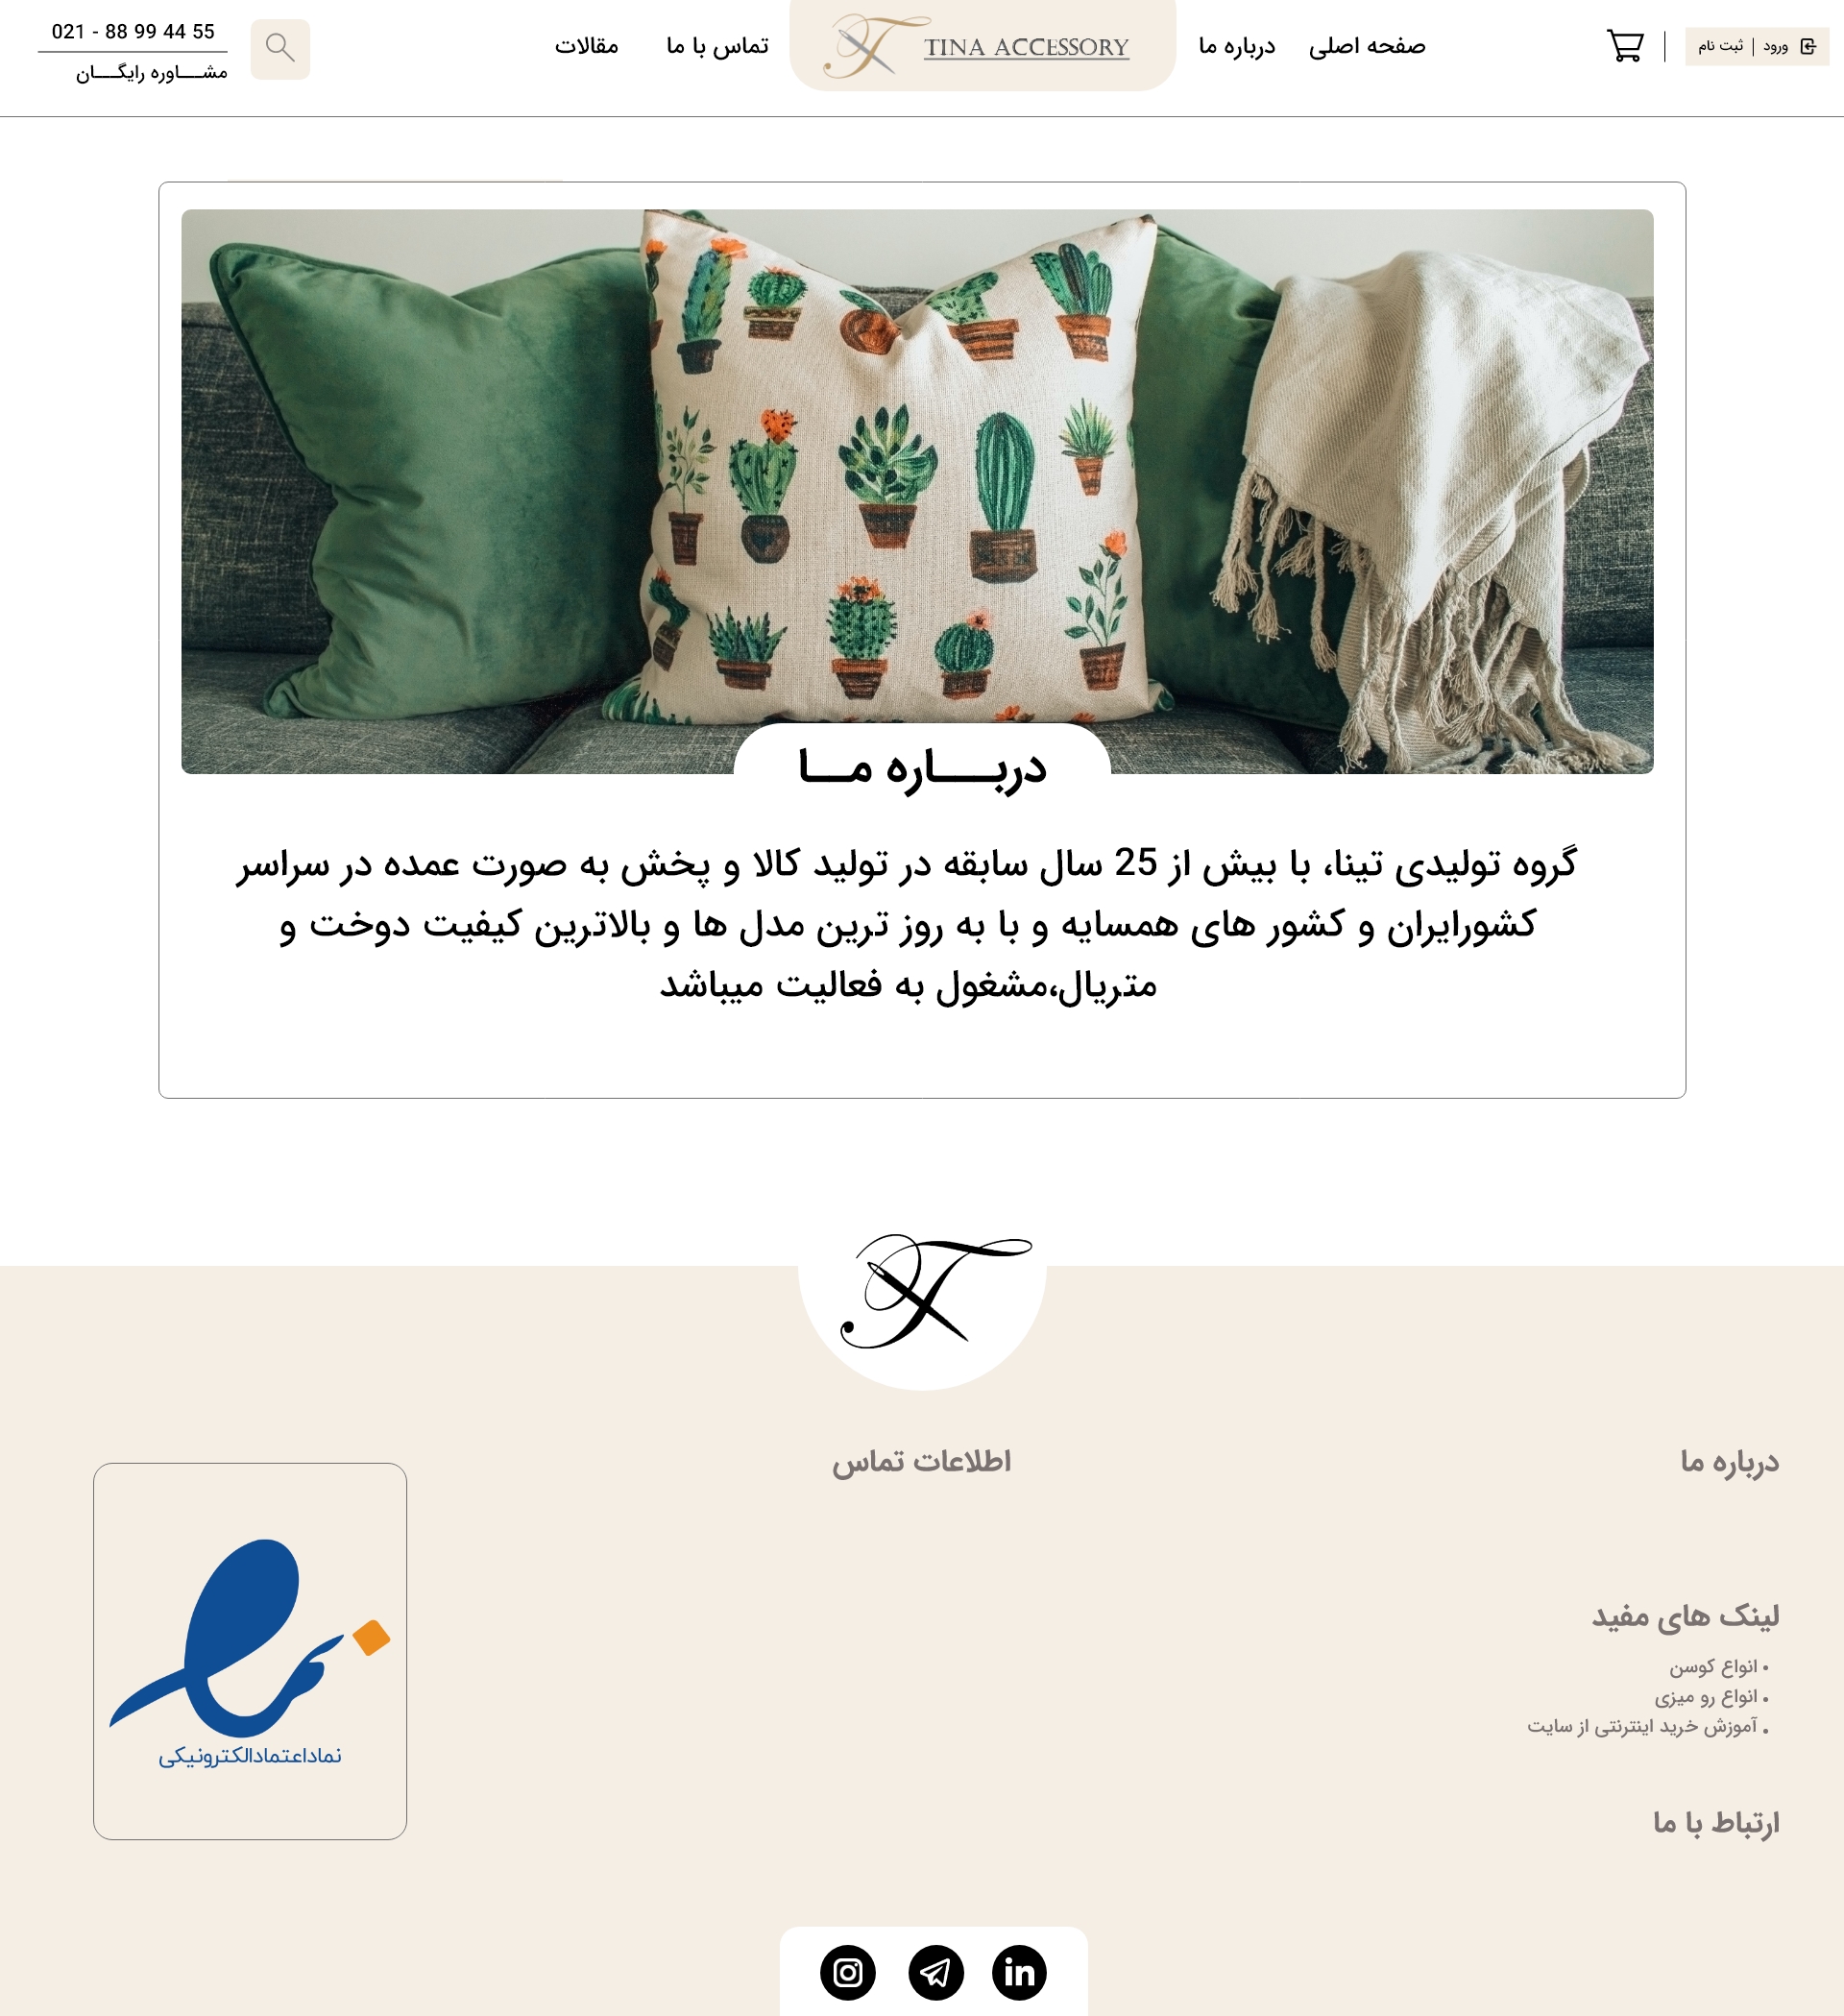 ورود | ثبت نام
صفحه اصلی
درباره ما
TINA ACCESSORY
تماس با ما
مقالات
021 - 88 99 44 55
مشـــاوره رایگـــان
دربـــاره مــا
گروه تولیدی تینا، با بیش از 25 سال سابقه در تولید کالا و پخش به صورت عمده در سراسر
کشورایران و کشور های همسایه و با به روز ترین مدل ها و بالاترین کیفیت دوخت و
متریال،مشغول به فعالیت میباشد
درباره ما
لینک های مفید
• انواع کوسن
• انواع رو میزی
• آموزش خرید اینترنتی از سایت
ارتباط با ما
اطلاعات تماس
نماداعتمادالکترونیکی